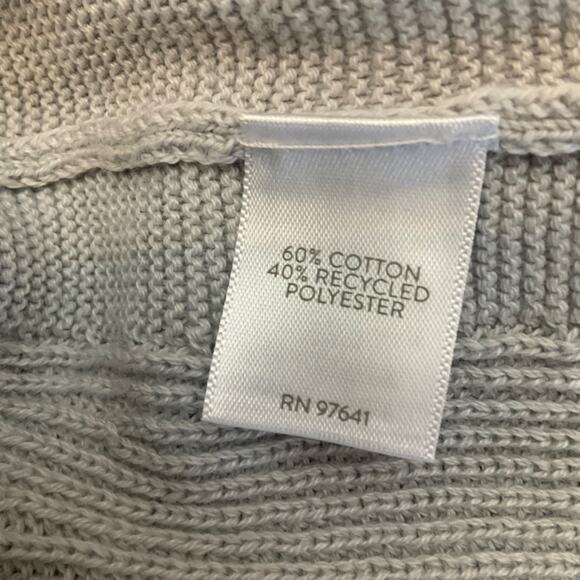 60% COTTON
40% RECYCLED
POLYESTER
RN 97641